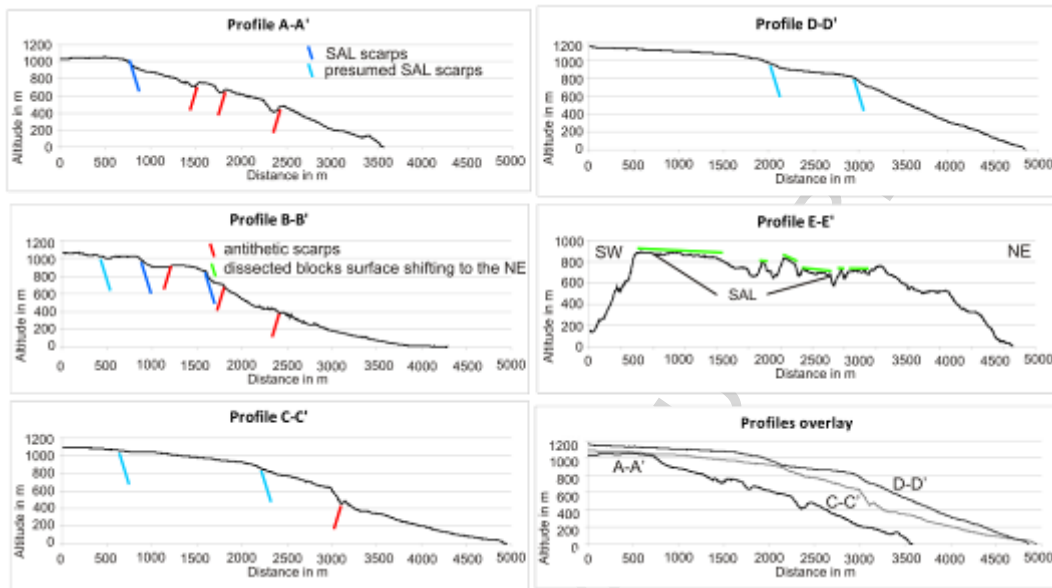 Profile A-A'
SAL scarps
presumed SAL scarps
Altitude in m
1200
1000
800
600
400
200
0
0 500 1000 1500 2000 2500 3000 3500 4000 4500 5000
Distance in m
Profile D-D'
Altitude in m
1200
1000
800
600
400
200
0
0 500 1000 1500 2000 2500 3000 3500 4000 4500 5000
Distance in m
Profile B-B'
antithetic scarps
dissected blocks surface shifting to the NE
Altitude in m
1200
1000
800
600
400
200
0
0 500 1000 1500 2000 2500 3000 3500 4000 4500 5000
Distance in m
Profile E-E'
SW
NE
SAL
Altitude in m
1000
800
600
400
200
0
0 500 1000 1500 2000 2500 3000 3500 4000 4500 5000
Distance in m
Profile C-C'
Altitude in m
1200
1000
800
600
400
200
0
0 500 1000 1500 2000 2500 3000 3500 4000 4500 5000
Distance in m
Profiles overlay
A-A'
C-C'
D-D'
Altitude in m
1200
1000
800
600
400
200
0
0 500 1000 1500 2000 2500 3000 3500 4000 4500 5000
Distance in m